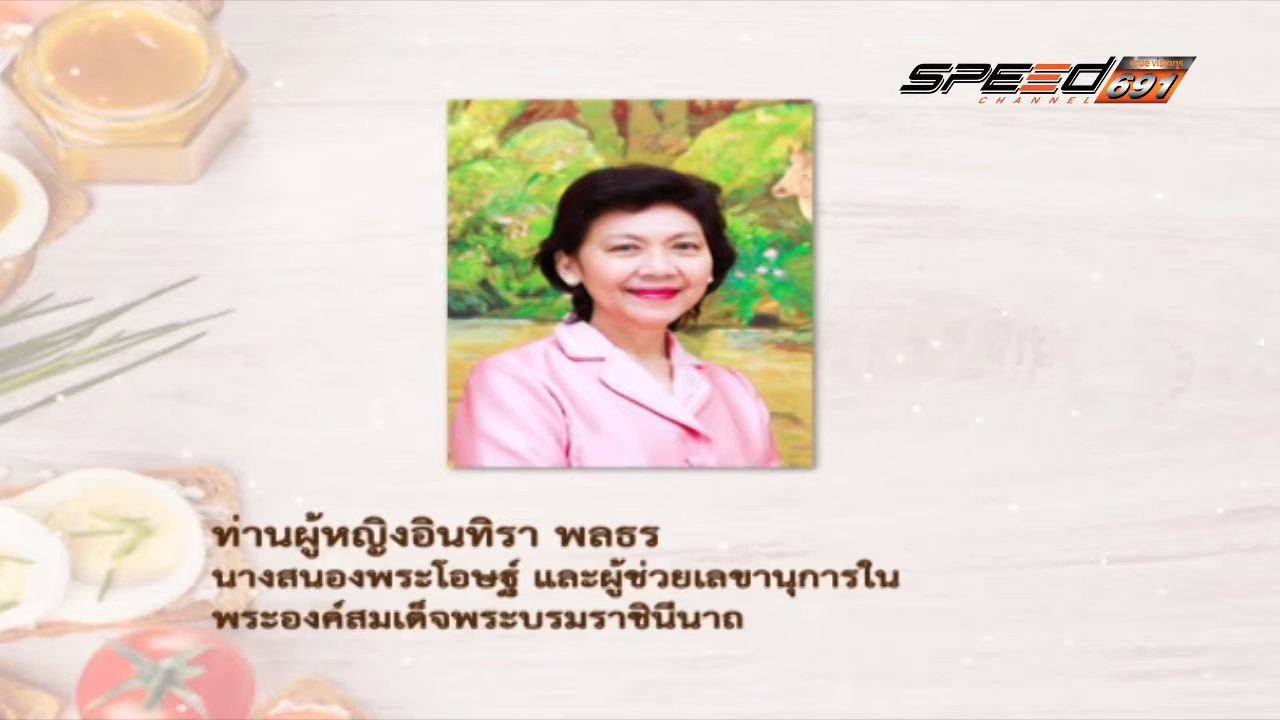 SPEED
CHANNEL
true visions
691
ท่านผู้หญิงอินทิรา พลธร
นางสนองพระโอษฐ์ และผู้ช่วยเลขานุการใน
พระองค์สมเด็จพระบรมราชินีนาถ